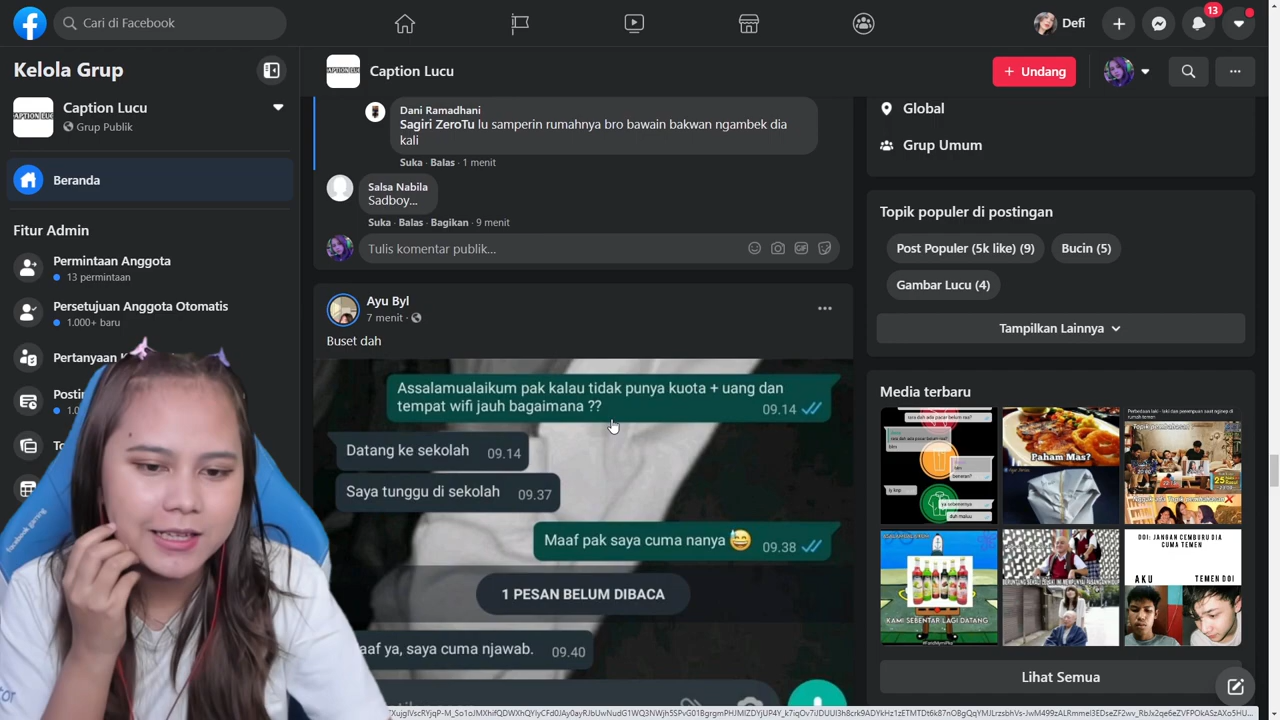 Cari di Facebook
Defi
13
Kelola Grup
Caption Lucu
Grup Publik
Beranda
Fitur Admin
Permintaan Anggota
13 permintaan
Persetujuan Anggota Otomatis
1.000+ baru
Pertanyaan
Caption Lucu
+ Undang
Dani Ramadhani
Sagiri ZeroTu lu samperin rumahnya bro bawain bakwan ngambek dia
kali
Suka · Balas · 1 menit
Salsa Nabila
Sadboy...
Suka · Balas · Bagikan · 9 menit
Tulis komentar publik...
Ayu Byl
7 menit
Buset dah
Assalamualaikum pak kalau tidak punya kuota + uang dan
tempat wifi jauh bagaimana ??
09.14
Datang ke sekolah 09.14
Saya tunggu di sekolah 09.37
Maaf pak saya cuma nanya 😅 09.38
1 PESAN BELUM DIBACA
aaf ya, saya cuma njawab. 09.40
Global
Grup Umum
Topik populer di postingan
Post Populer (5k like) (9)
Bucin (5)
Gambar Lucu (4)
Tampilkan Lainnya
Media terbaru
Paham Mas?
KAMI SEBENTAR LAGI DATANG
DOI: JANGAN CEMBURU DIA
CUMA TEMEN
AKU TEMEN DOI
Lihat Semua